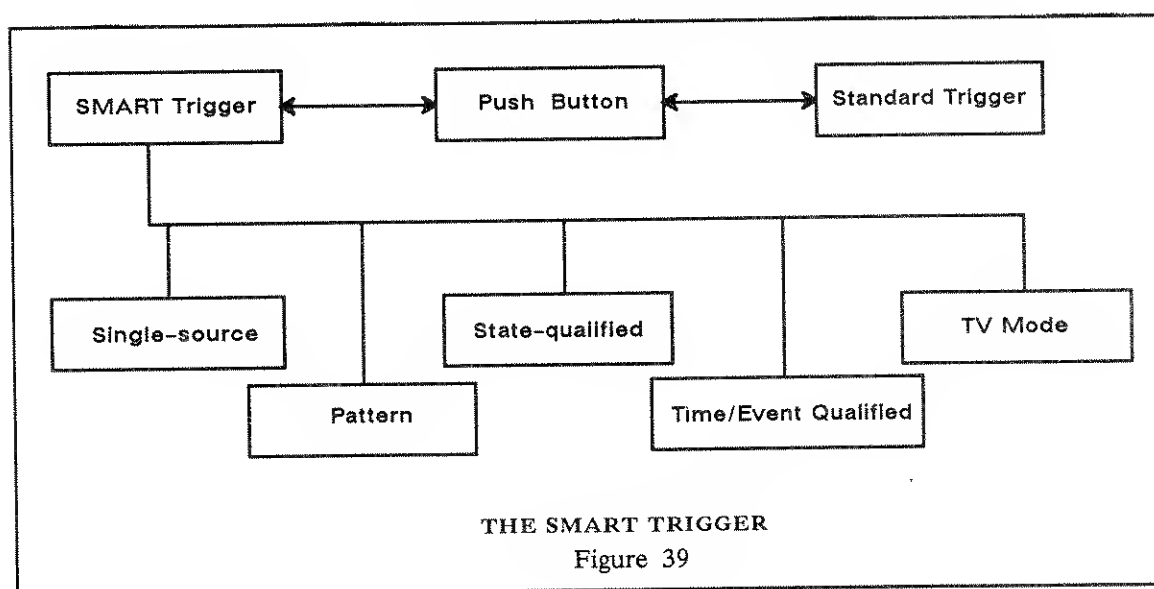 SMART Trigger
Push Button
Standard Trigger
Single-source
State-qualified
TV Mode
Pattern
Time/Event Qualified
THE SMART TRIGGER
Figure 39